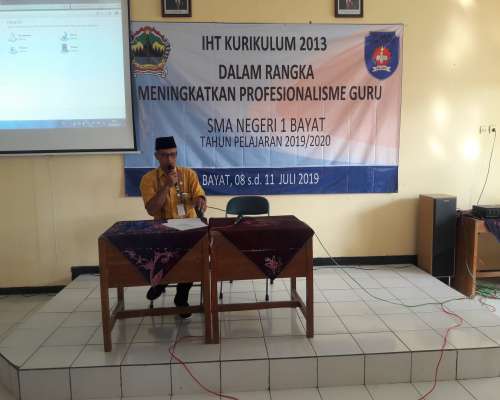 IHT KURIKULUM 2013
DALAM RANGKA
MENINGKATKAN PROFESIONALISME GURU
SMA NEGERI 1 BAYAT
TAHUN PELAJARAN 2019/2020
BAYAT, 08 s.d. 11 JULI 2019